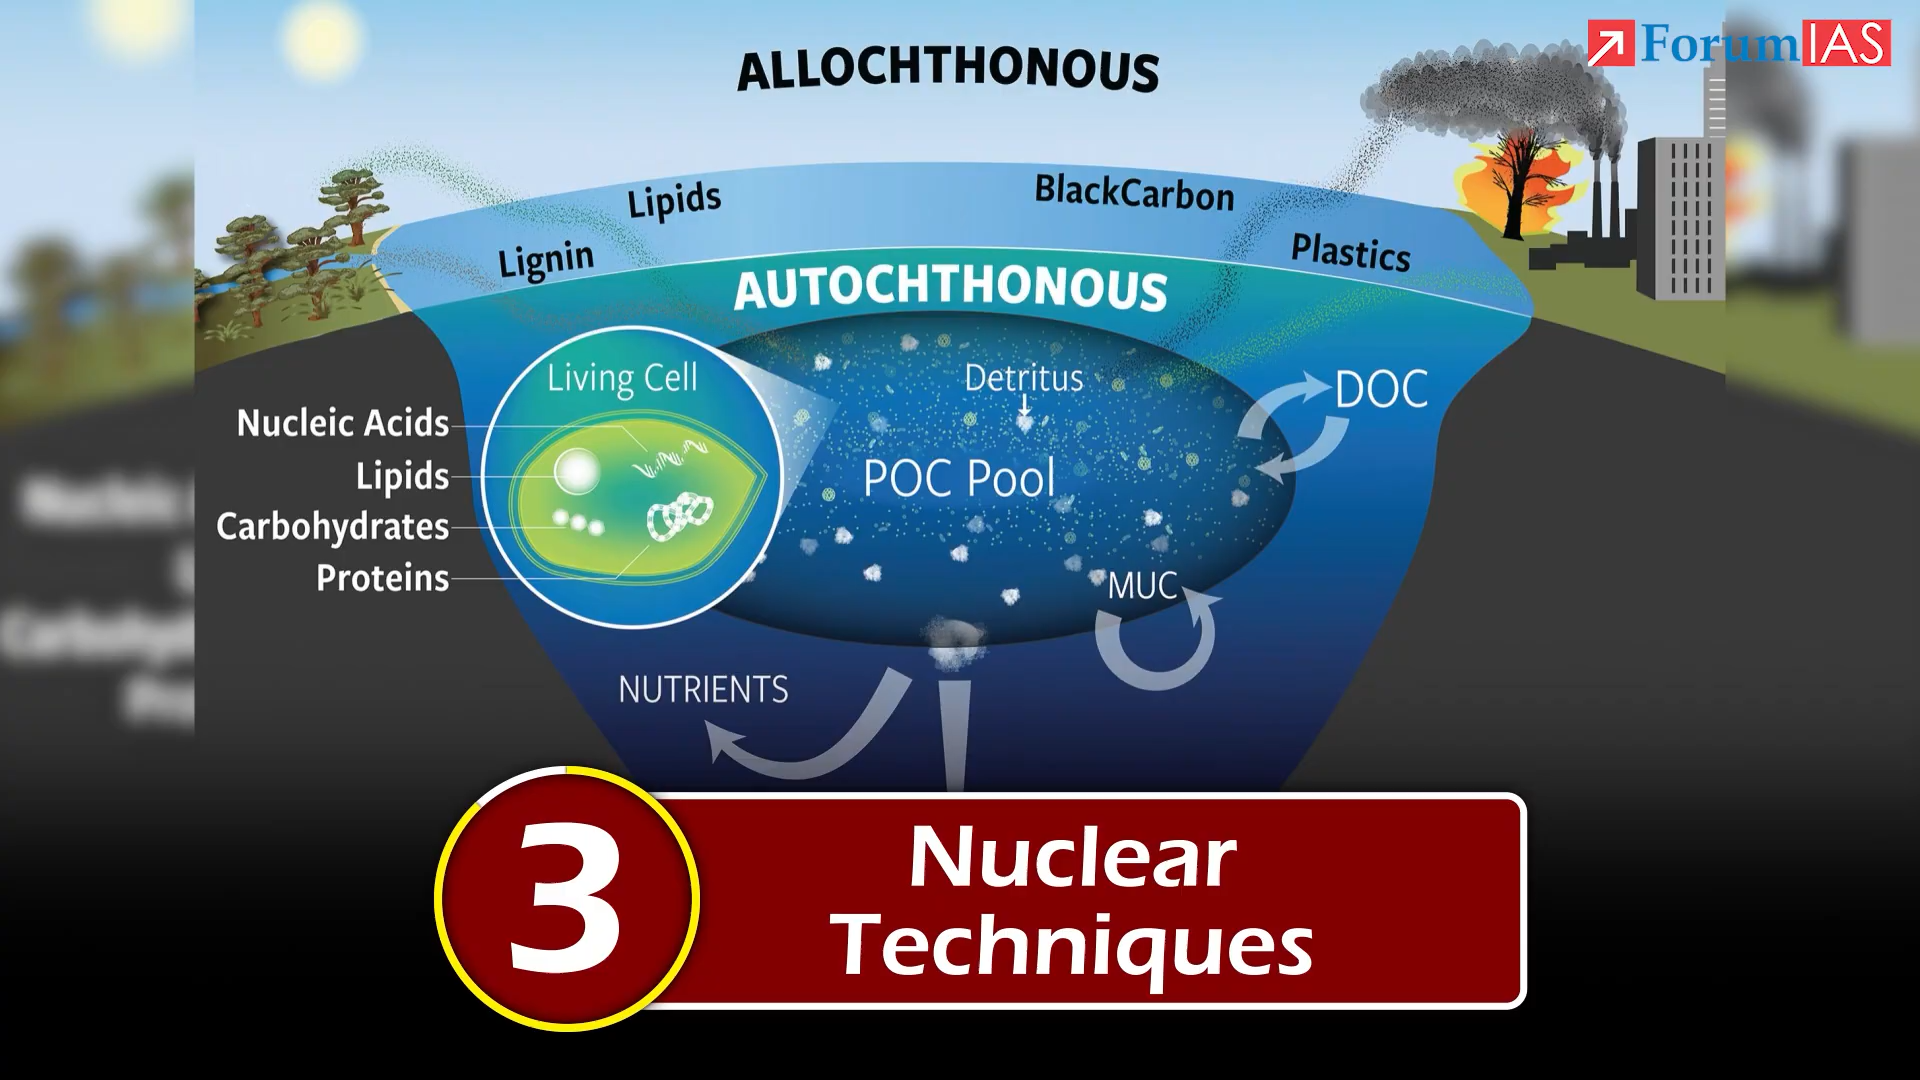 ForumIAS
ALLOCHTHONOUS
Lipids
BlackCarbon
Lignin
Plastics
AUTOCHTHONOUS
Living Cell
Detritus
DOC
Nucleic Acids
Lipids
POC Pool
Carbohydrates
Proteins
MUC
NUTRIENTS
3
Nuclear
Techniques